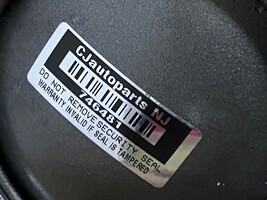 CJautoparts NJ
746481
DO NOT REMOVE SECURITY SEAL
WARRANTY INVALID IF SEAL IS TAMPERED